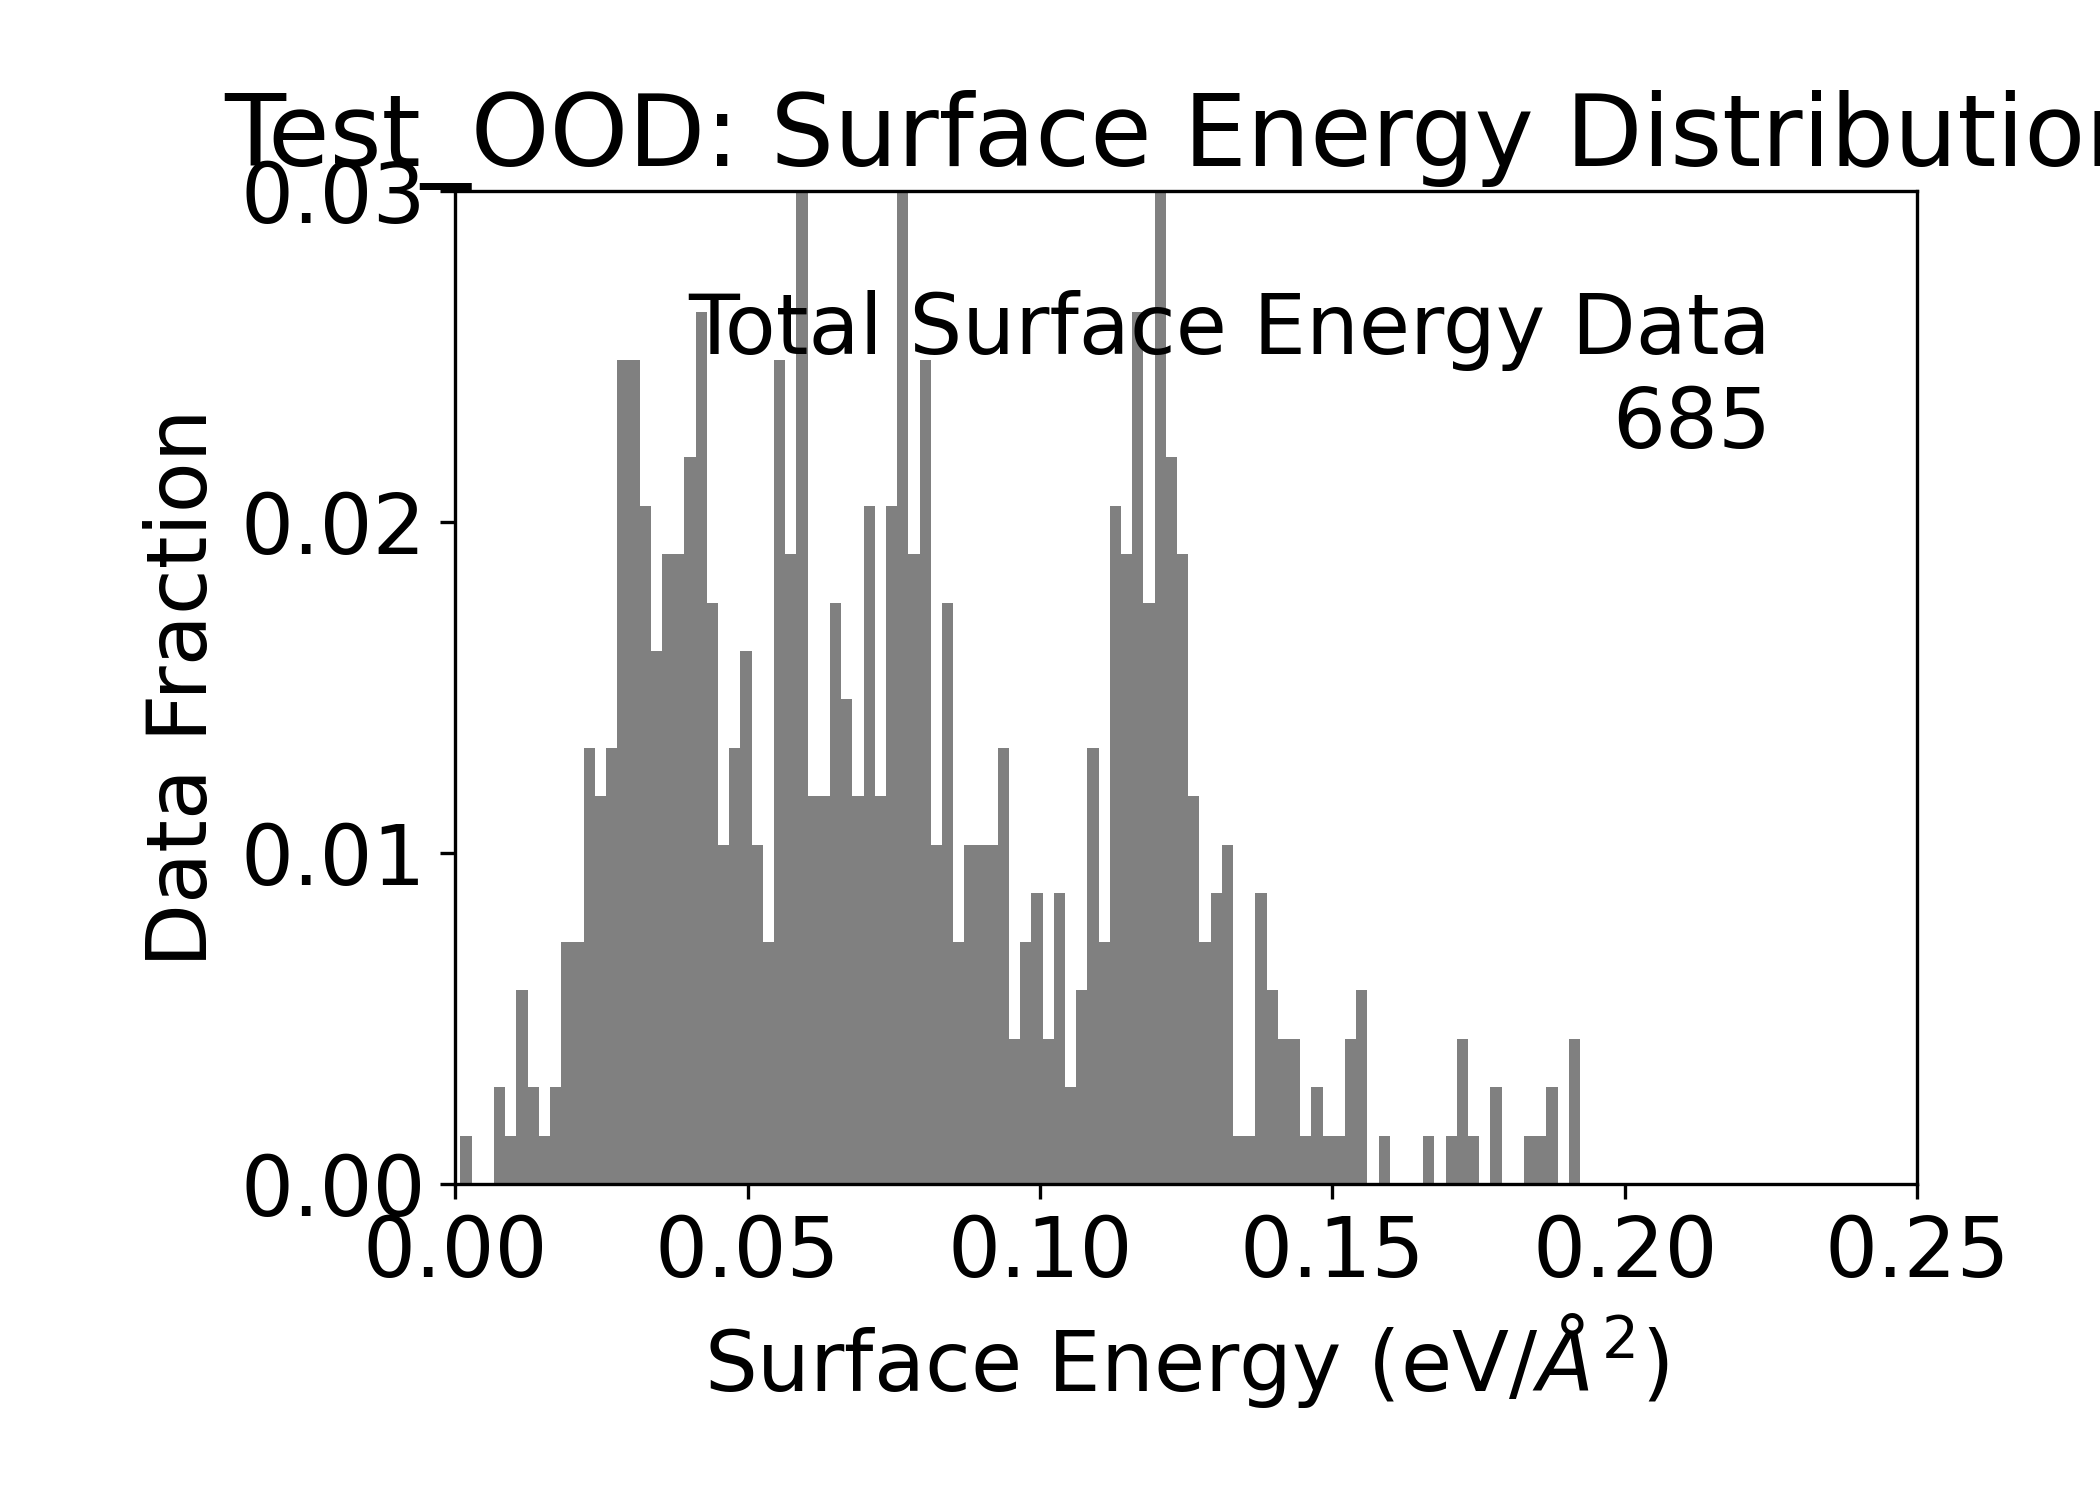 Test_OOD: Surface Energy Distribution
Total Surface Energy Data
685
Data Fraction
0.03
0.02
0.01
0.00
0.00 0.05 0.10 0.15 0.20 0.25
Surface Energy (eV/Å²)